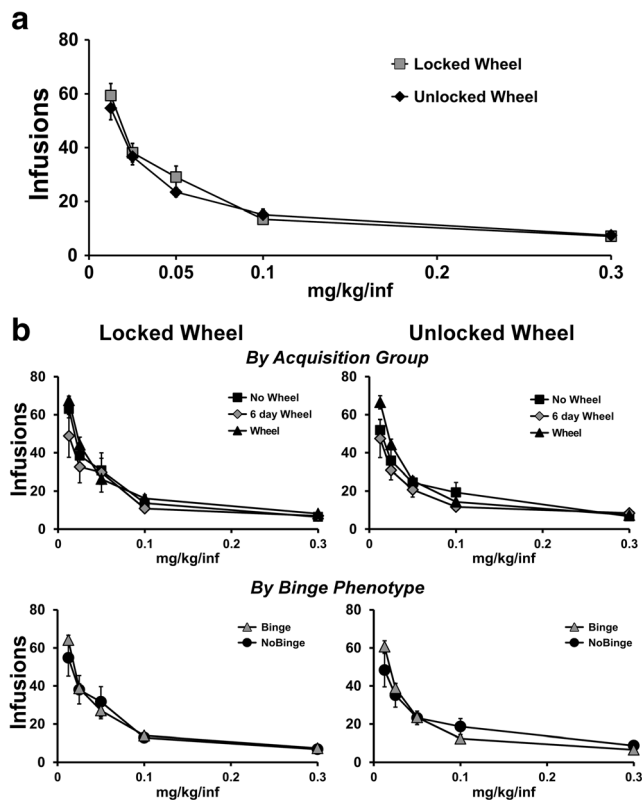 a
80
60
40
20
0
Infusions
Locked Wheel
Unlocked Wheel
0 0.05 0.1 0.2 0.3
mg/kg/inf
b
Locked Wheel Unlocked Wheel
By Acquisition Group
80
60
40
20
0
Infusions
No Wheel
6 day Wheel
Wheel
0 0.1 0.2 0.3
mg/kg/inf
80
60
40
20
0
No Wheel
6 day Wheel
Wheel
0 0.1 0.2 0.3
mg/kg/inf
By Binge Phenotype
80
60
40
20
0
Infusions
Binge
NoBinge
0 0.1 0.2 0.3
mg/kg/inf
80
60
40
20
0
Binge
NoBinge
0 0.1 0.2 0.3
mg/kg/inf